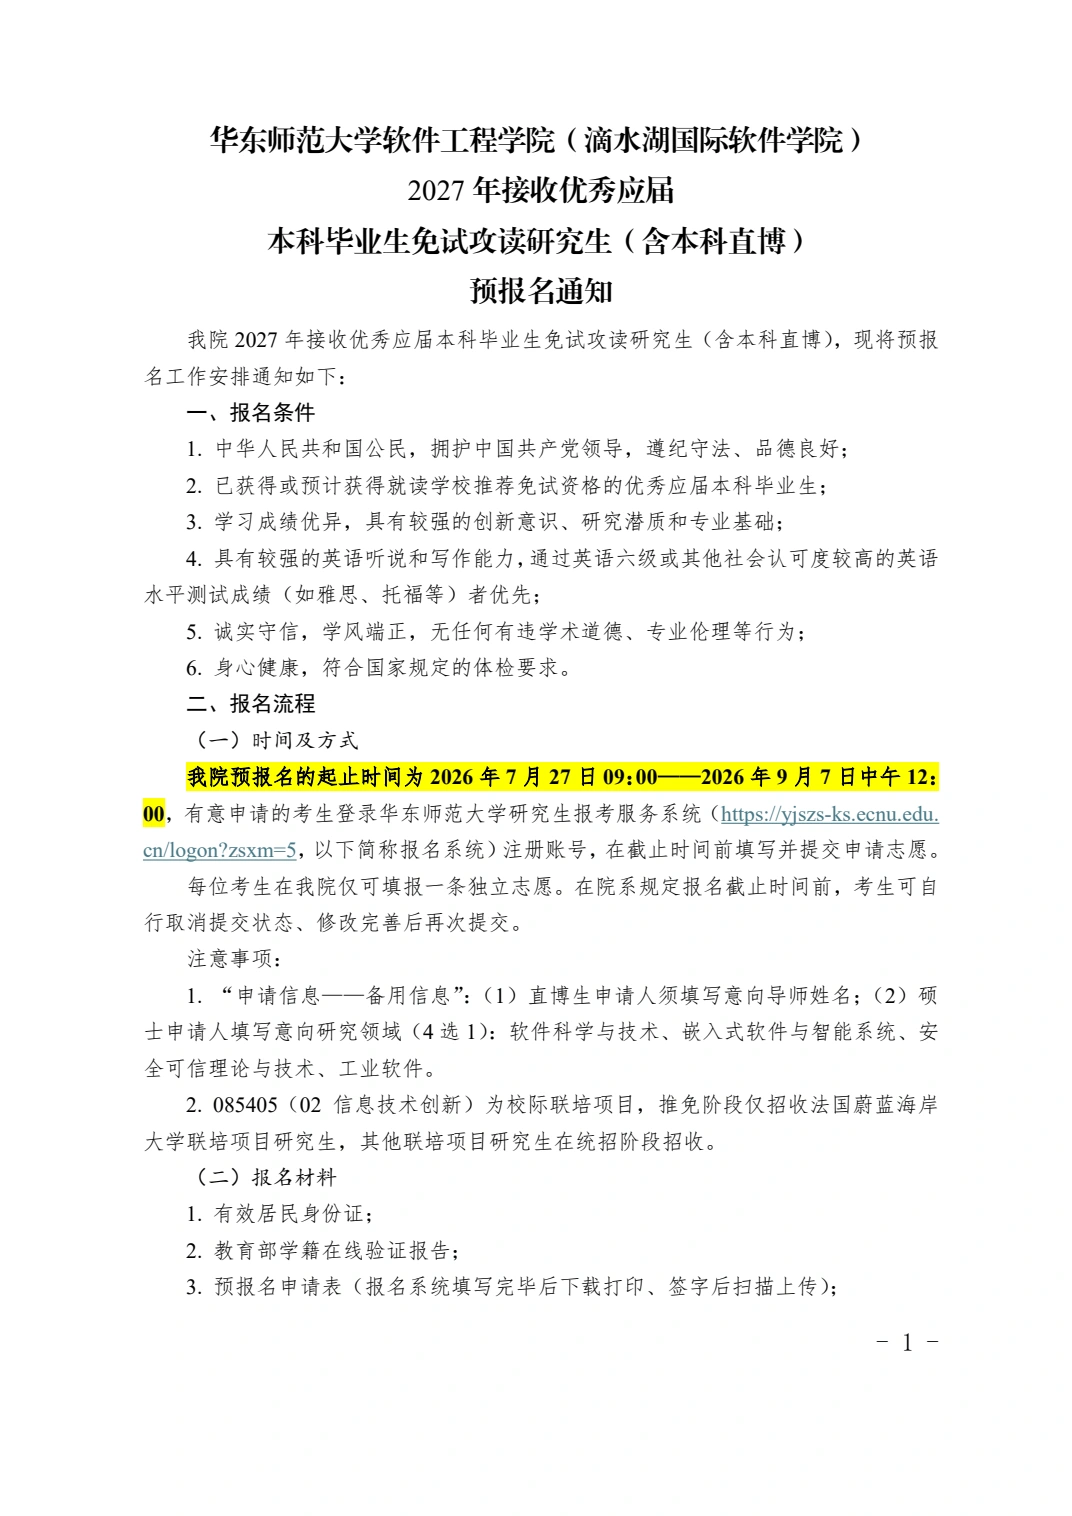 华东师范大学软件工程学院（滴水湖国际软件学院）
2027 年接收优秀应届
本科毕业生免试攻读研究生（含本科直博）
预报名通知
我院 2027 年接收优秀应届本科毕业生免试攻读研究生（含本科直博），现将预报
名工作安排通知如下：
一、报名条件
1. 中华人民共和国公民，拥护中国共产党领导，遵纪守法、品德良好；
2. 已获得或预计获得就读学校推荐免试资格的优秀应届本科毕业生；
3. 学习成绩优异，具有较强的创新意识、研究潜质和专业基础；
4. 具有较强的英语听说和写作能力，通过英语六级或其他社会认可度较高的英语
水平测试成绩（如雅思、托福等）者优先；
5. 诚实守信，学风端正，无任何有违学术道德、专业伦理等行为；
6. 身心健康，符合国家规定的体检要求。
二、报名流程
（一）时间及方式
我院预报名的起止时间为 2026 年 7 月 27 日 09:00——2026 年 9 月 7 日中午 12：
00，有意申请的考生登录华东师范大学研究生报考服务系统（https://yjszs-ks.ecnu.edu.
cn/logon?zsxm=5，以下简称报名系统）注册账号，在截止时间前填写并提交申请志愿。
每位考生在我院仅可填报一条独立志愿。在院系规定报名截止时间前，考生可自
行取消提交状态、修改完善后再次提交。
注意事项：
1. “申请信息——备用信息”：（1）直博生申请人须填写意向导师姓名；（2）硕
士申请人填写意向研究领域（4 选 1）：软件科学与技术、嵌入式软件与智能系统、安
全可信理论与技术、工业软件。
2. 085405（02 信息技术创新）为校际联培项目，推免阶段仅招收法国蔚蓝海岸
大学联培项目研究生，其他联培项目研究生在统招阶段招收。
（二）报名材料
1. 有效居民身份证；
2. 教育部学籍在线验证报告；
3. 预报名申请表（报名系统填写完毕后下载打印、签字后扫描上传）；
- 1 -